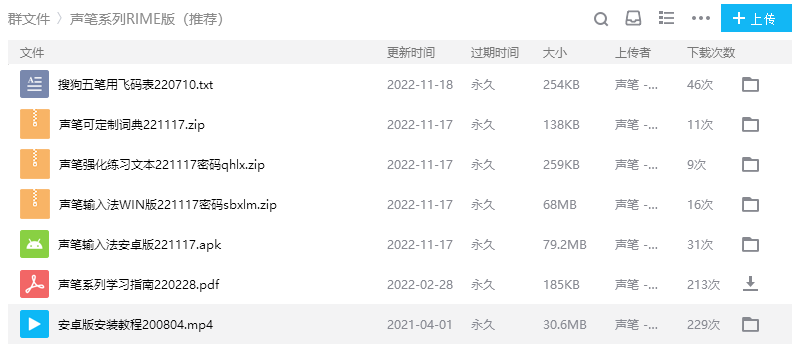 群文件 〉声笔系列RIME版（推荐） 上传
文件 更新时间 过期时间 大小 上传者 下载次数
搜狗五笔用飞码表220710.txt 2022-11-18 永久 254KB 声笔 -... 46次
声笔可定制词典221117.zip 2022-11-17 永久 138KB 声笔 -... 11次
声笔强化练习文本221117密码qhlx.zip 2022-11-17 永久 259KB 声笔 -... 9次
声笔输入法WIN版221117密码sbxlm.zip 2022-11-17 永久 68MB 声笔 -... 16次
声笔输入法安卓版221117.apk 2022-11-17 永久 79.2MB 声笔 -... 31次
声笔系列学习指南220228.pdf 2022-02-28 永久 185KB 声笔 -... 213次
安卓版安装教程200804.mp4 2021-04-01 永久 30.6MB 声笔 -... 229次